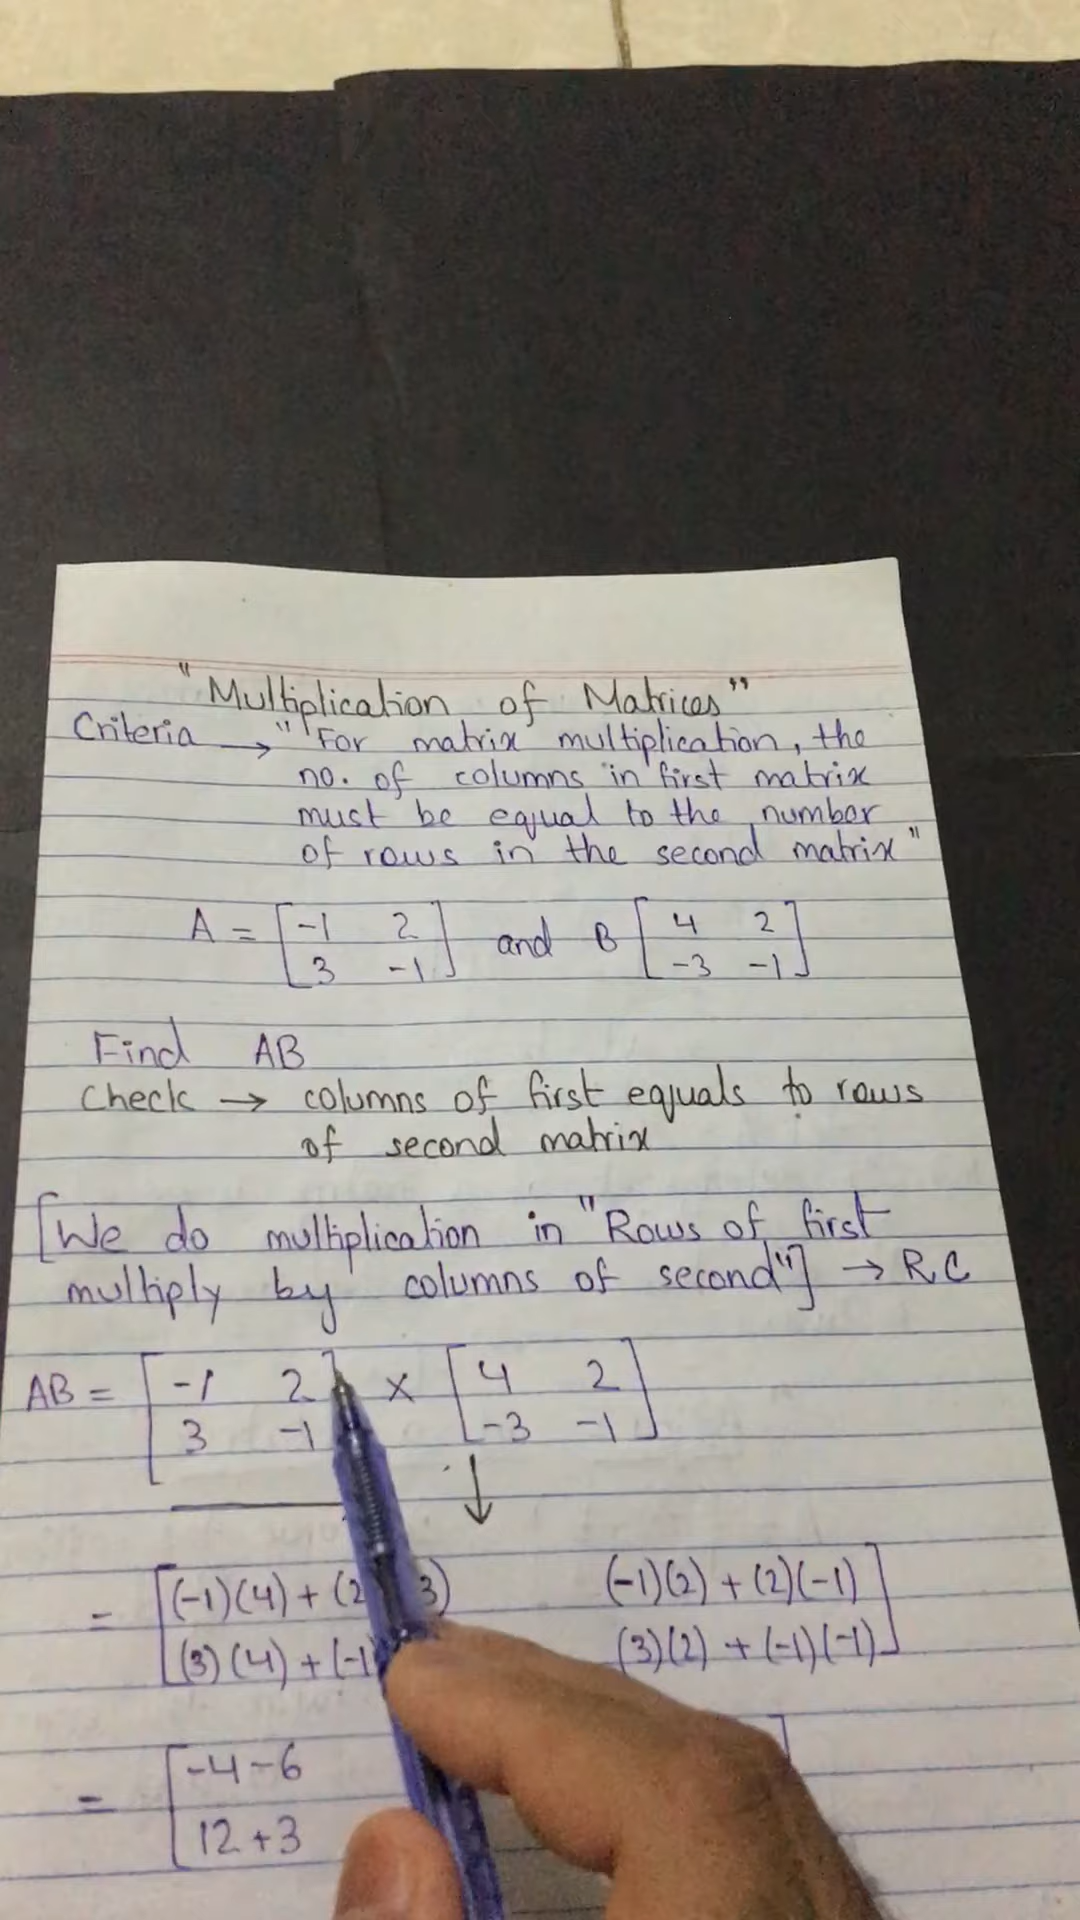 "Multiplication of Matrices"
Criteria → "For matrix multiplication, the
no. of columns in first matrix
must be equal to the number
of rows in the second matrix"
A = [-1 2] and B [4 2]
[3 -1] [-3 -1]
Find AB
Check → columns of first equals to rows
of second matrix
[We do multiplication in "Rows of first
multiply by columns of second"] → RC
AB = [-1 2] × [4 2]
[3 -1] [-3 -1]
↓
= [(-1)(4) + (2 3) (-1)(2) + (2)(-1)]
[(3)(4) + (-1 (3)(2) + (-1)(-1)]
= [-4-6
[12+3